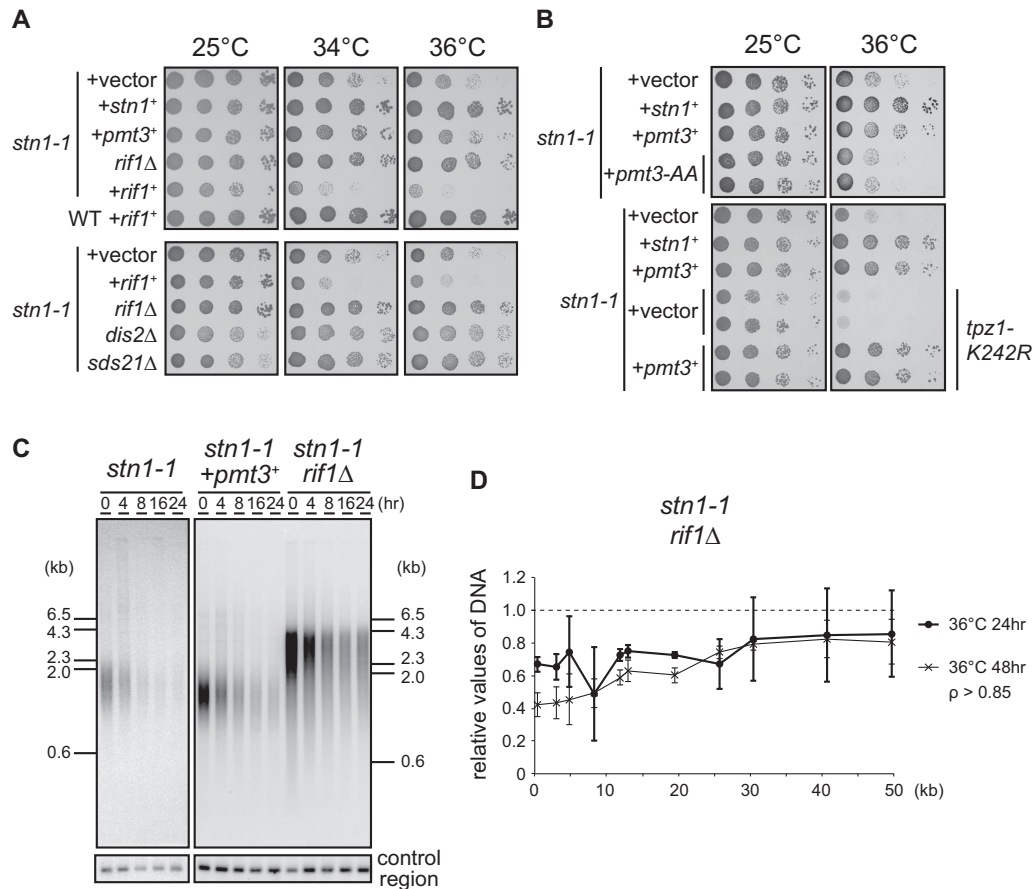 A
25°C 34°C 36°C
stn1-1
+vector
+stn1+
+pmt3+
rif1Δ
+rif1+
WT +rif1+
stn1-1
+vector
+rif1+
rif1Δ
dis2Δ
sds21Δ
B
25°C 36°C
stn1-1
+vector
+stn1+
+pmt3+
+pmt3-AA
stn1-1
+vector
+stn1+
+pmt3+
+vector
+pmt3+
tpz1-
K242R
C
stn1-1
stn1-1
+pmt3+
stn1-1
rif1Δ
0 4 8 16 24 0 4 8 16 24 0 4 8 16 24 (hr)
(kb) (kb)
6.5 6.5
4.3 4.3
2.3 2.3
2.0 2.0
0.6 0.6
control
region
D
stn1-1
rif1Δ
relative values of DNA
1.2
1.0
0.8
0.6
0.4
0.2
0
0 10 20 30 40 50 (kb)
36°C 24hr
36°C 48hr
ρ > 0.85